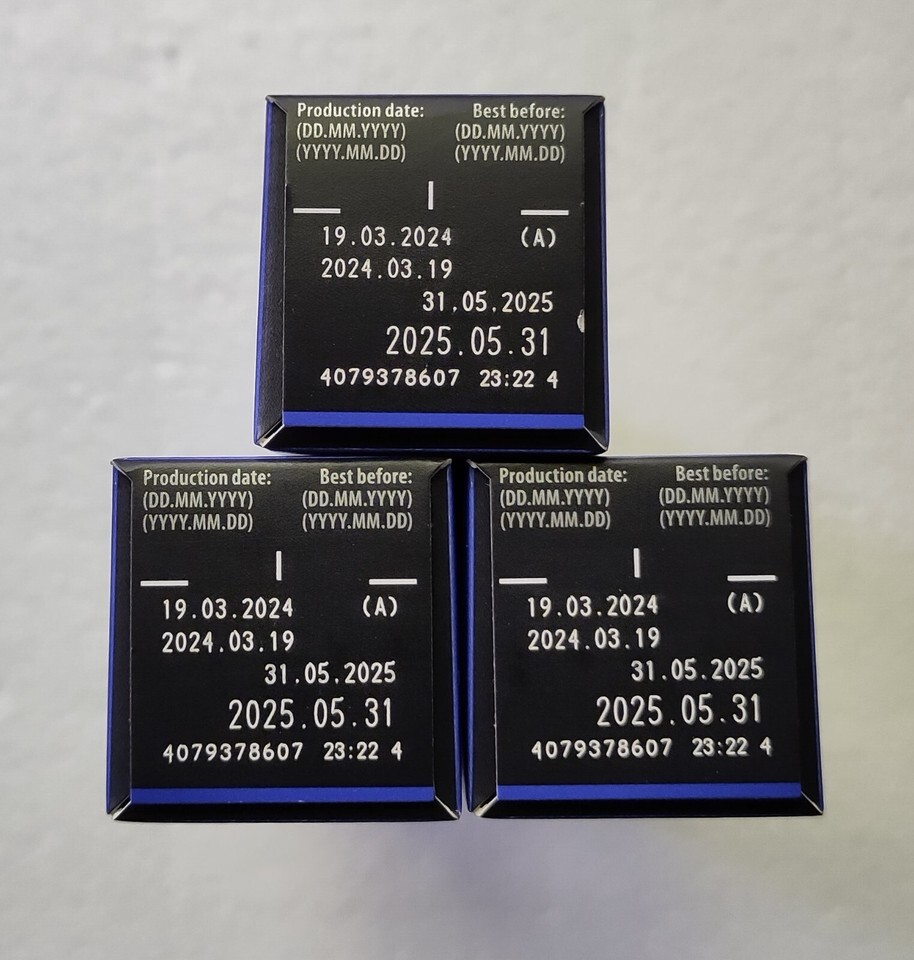 Production date: Best before:
(DD.MM.YYYY) (DD.MM.YYYY)
(YYYY.MM.DD) (YYYY.MM.DD)
19.03.2024 (A)
2024.03.19
31.05.2025
2025.05.31
4079378607 23:22 4
Production date: Best before:
(DD.MM.YYYY) (DD.MM.YYYY)
(YYYY.MM.DD) (YYYY.MM.DD)
19.03.2024 (A)
2024.03.19
31.05.2025
2025.05.31
4079378607 23:22 4
Production date: Best before:
(DD.MM.YYYY) (DD.MM.YYYY)
(YYYY.MM.DD) (YYYY.MM.DD)
19.03.2024 (A)
2024.03.19
31.05.2025
2025.05.31
4079378607 23:22 4